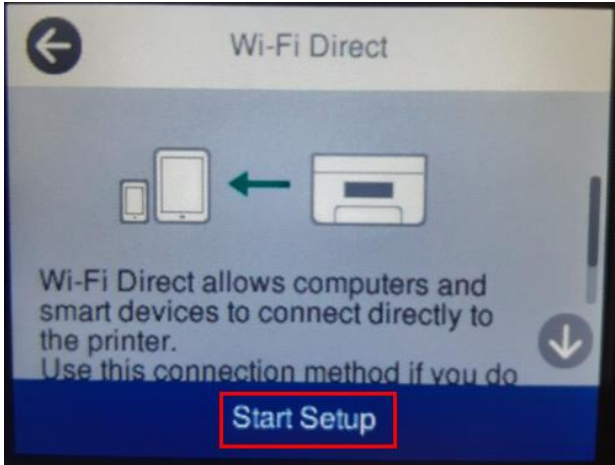 Wi-Fi Direct
Wi-Fi Direct allows computers and
smart devices to connect directly to
the printer.
Use this connection method if you do
Start Setup